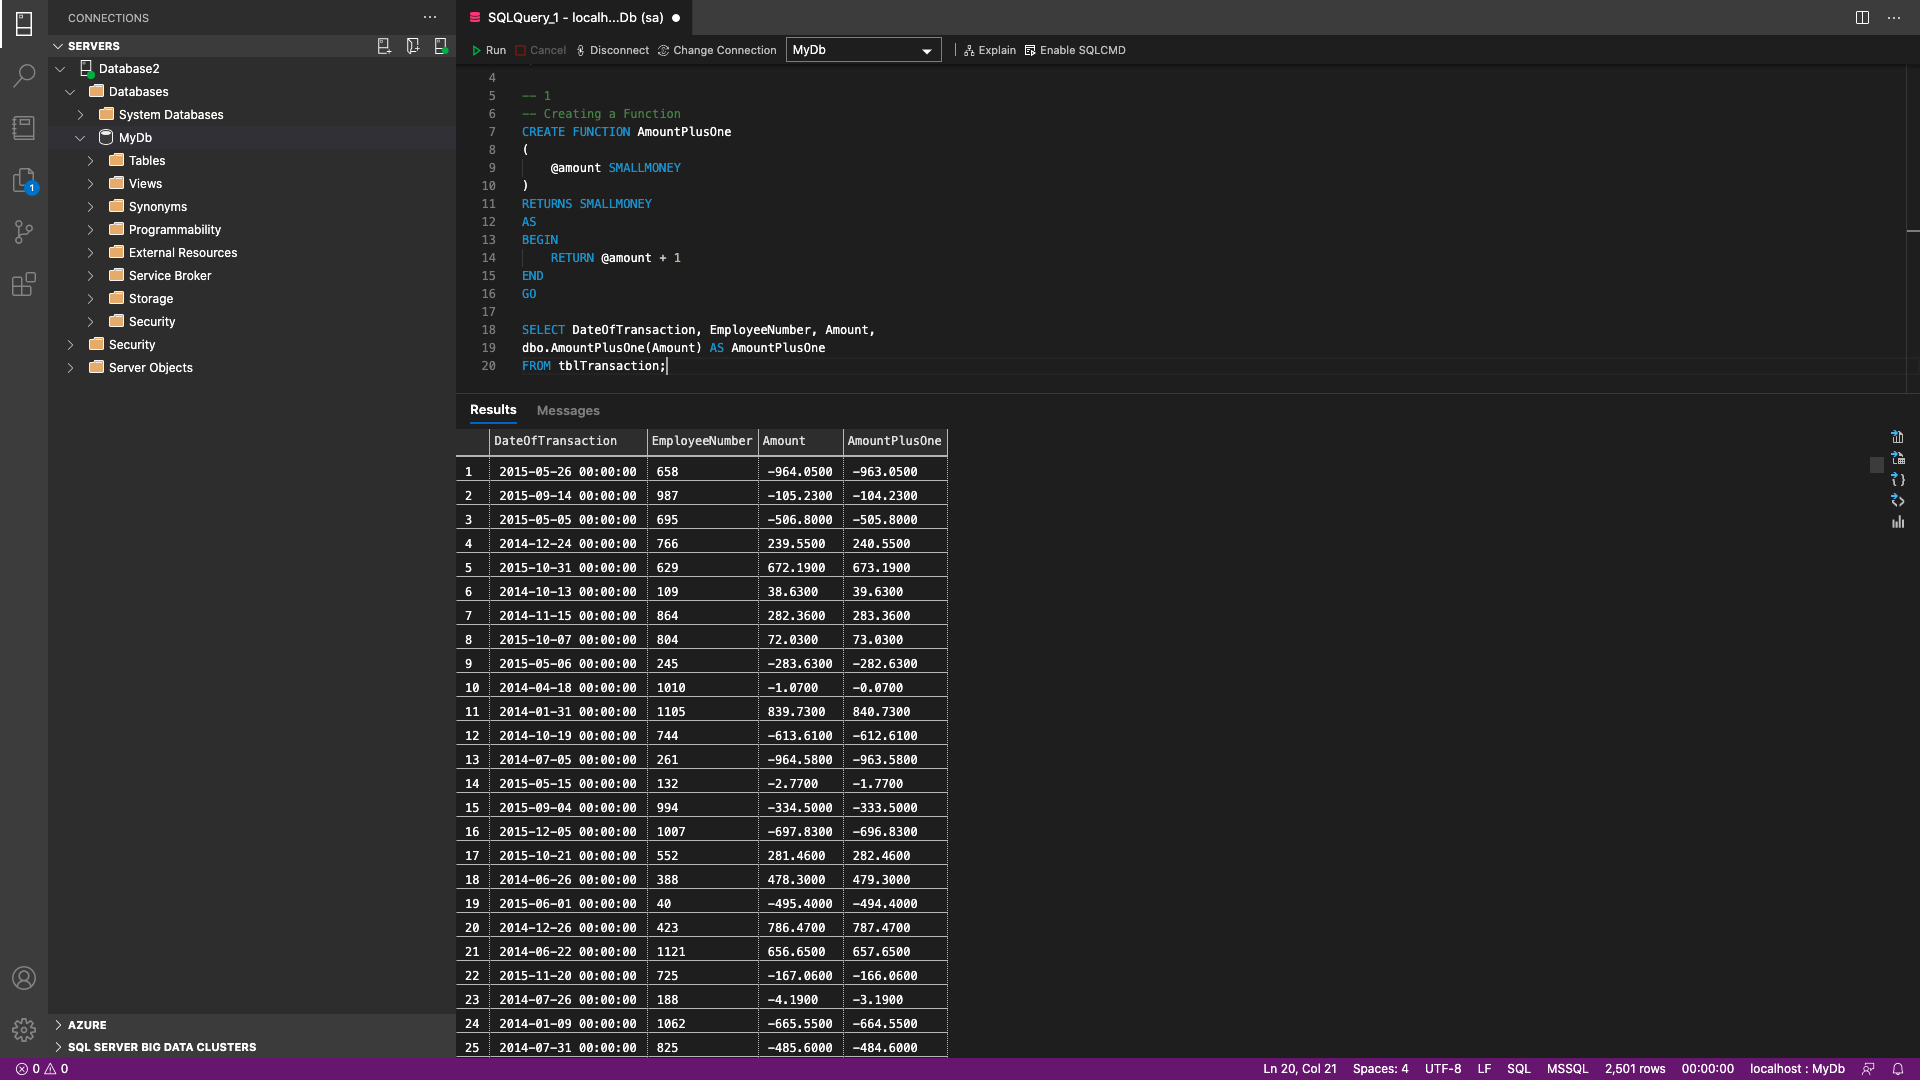 CONNECTIONS
SERVERS
Database2
Databases
System Databases
MyDb
Tables
Views
Synonyms
Programmability
External Resources
Service Broker
Storage
Security
Security
Server Objects
AZURE
SQL SERVER BIG DATA CLUSTERS
1
SQLQuery_1 - localh...Db (sa)
Run Cancel Disconnect Change Connection MyDb Explain Enable SQLCMD
4
5 -- 1
6 -- Creating a Function
7 CREATE FUNCTION AmountPlusOne
8 (
9 @amount SMALLMONEY
10 )
11 RETURNS SMALLMONEY
12 AS
13 BEGIN
14 RETURN @amount + 1
15 END
16 GO
17
18 SELECT DateOfTransaction, EmployeeNumber, Amount,
19 dbo.AmountPlusOne(Amount) AS AmountPlusOne
20 FROM tblTransaction;
Results Messages
DateOfTransaction EmployeeNumber Amount AmountPlusOne
1 2015-05-26 00:00:00 658 -964.0500 -963.0500
2 2015-09-14 00:00:00 987 -105.2300 -104.2300
3 2015-05-05 00:00:00 695 -506.8000 -505.8000
4 2014-12-24 00:00:00 766 239.5500 240.5500
5 2015-10-31 00:00:00 629 672.1900 673.1900
6 2014-10-13 00:00:00 109 38.6300 39.6300
7 2014-11-15 00:00:00 864 282.3600 283.3600
8 2015-10-07 00:00:00 804 72.0300 73.0300
9 2015-05-06 00:00:00 245 -283.6300 -282.6300
10 2014-04-18 00:00:00 1010 -1.0700 -0.0700
11 2014-01-31 00:00:00 1105 839.7300 840.7300
12 2014-10-19 00:00:00 744 -613.6100 -612.6100
13 2014-07-05 00:00:00 261 -964.5800 -963.5800
14 2015-05-15 00:00:00 132 -2.7700 -1.7700
15 2015-09-04 00:00:00 994 -334.5000 -333.5000
16 2015-12-05 00:00:00 1007 -697.8300 -696.8300
17 2015-10-21 00:00:00 552 281.4600 282.4600
18 2014-06-26 00:00:00 388 478.3000 479.3000
19 2015-06-01 00:00:00 40 -495.4000 -494.4000
20 2014-12-26 00:00:00 423 786.4700 787.4700
21 2014-06-22 00:00:00 1121 656.6500 657.6500
22 2015-11-20 00:00:00 725 -167.0600 -166.0600
23 2014-07-26 00:00:00 188 -4.1900 -3.1900
24 2014-01-09 00:00:00 1062 -665.5500 -664.5500
25 2014-07-31 00:00:00 825 -485.6000 -484.6000
0 0 Ln 20, Col 21 Spaces: 4 UTF-8 LF SQL MSSQL 2,501 rows 00:00:00 localhost : MyDb